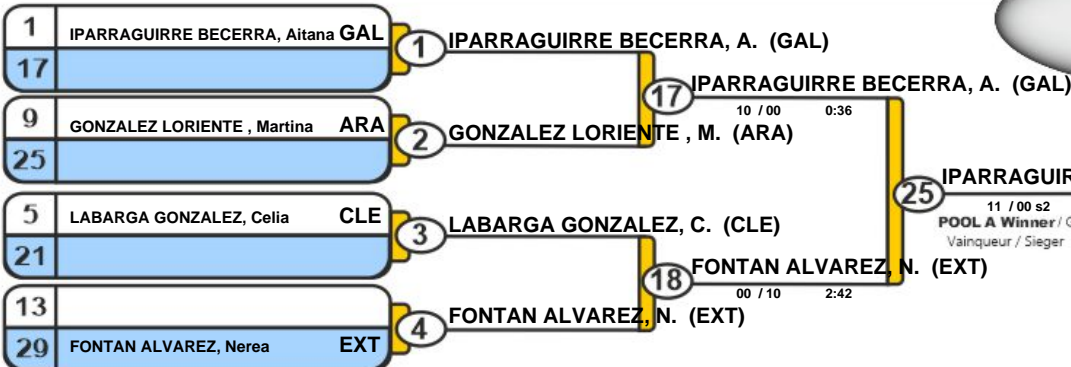 1 IPARRAGUIRRE BECERRA, Aitana GAL
17
1 IPARRAGUIRRE BECERRA, A. (GAL)
17 IPARRAGUIRRE BECERRA, A. (GAL)
10 / 00 0:36
9 GONZALEZ LORIENTE , Martina ARA
25
2 GONZALEZ LORIENTE , M. (ARA)
25 IPARRAGUIR
11 / 00 s2
POOL A Winner /
Vainqueur / Sieger
5 LABARGA GONZALEZ, Celia CLE
21
3 LABARGA GONZALEZ, C. (CLE)
18 FONTAN ALVAREZ, N. (EXT)
00 / 10 2:42
13
29 FONTAN ALVAREZ, Nerea EXT
4 FONTAN ALVAREZ, N. (EXT)